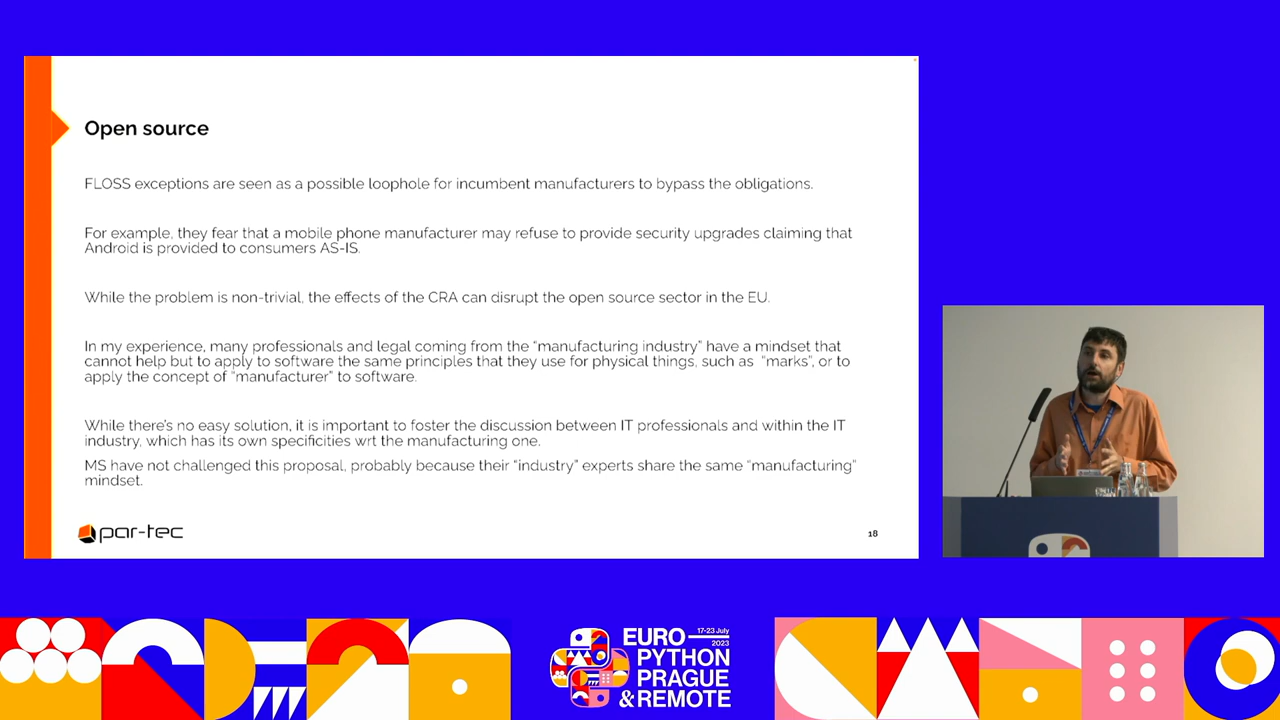 Open source
FLOSS exceptions are seen as a possible loophole for incumbent manufacturers to bypass the obligations.
For example, they fear that a mobile phone manufacturer may refuse to provide security upgrades claiming that
Android is provided to consumers AS-IS.
While the problem is non-trivial, the effects of the CRA can disrupt the open source sector in the EU.
In my experience, many professionals and legal coming from the “manufacturing industry” have a mindset that
cannot help but to apply to software the same principles that they use for physical things, such as “marks”, or to
apply the concept of “manufacturer” to software.
While there’s no easy solution, it is important to foster the discussion between IT professionals and within the IT
industry, which has its own specificities wrt the manufacturing one.
MS have not challenged this proposal, probably because their “industry” experts share the same “manufacturing”
mindset.
par-tec
18
EURO
17-23 July
2023
PYTHON
PRAGUE
& REMOTE